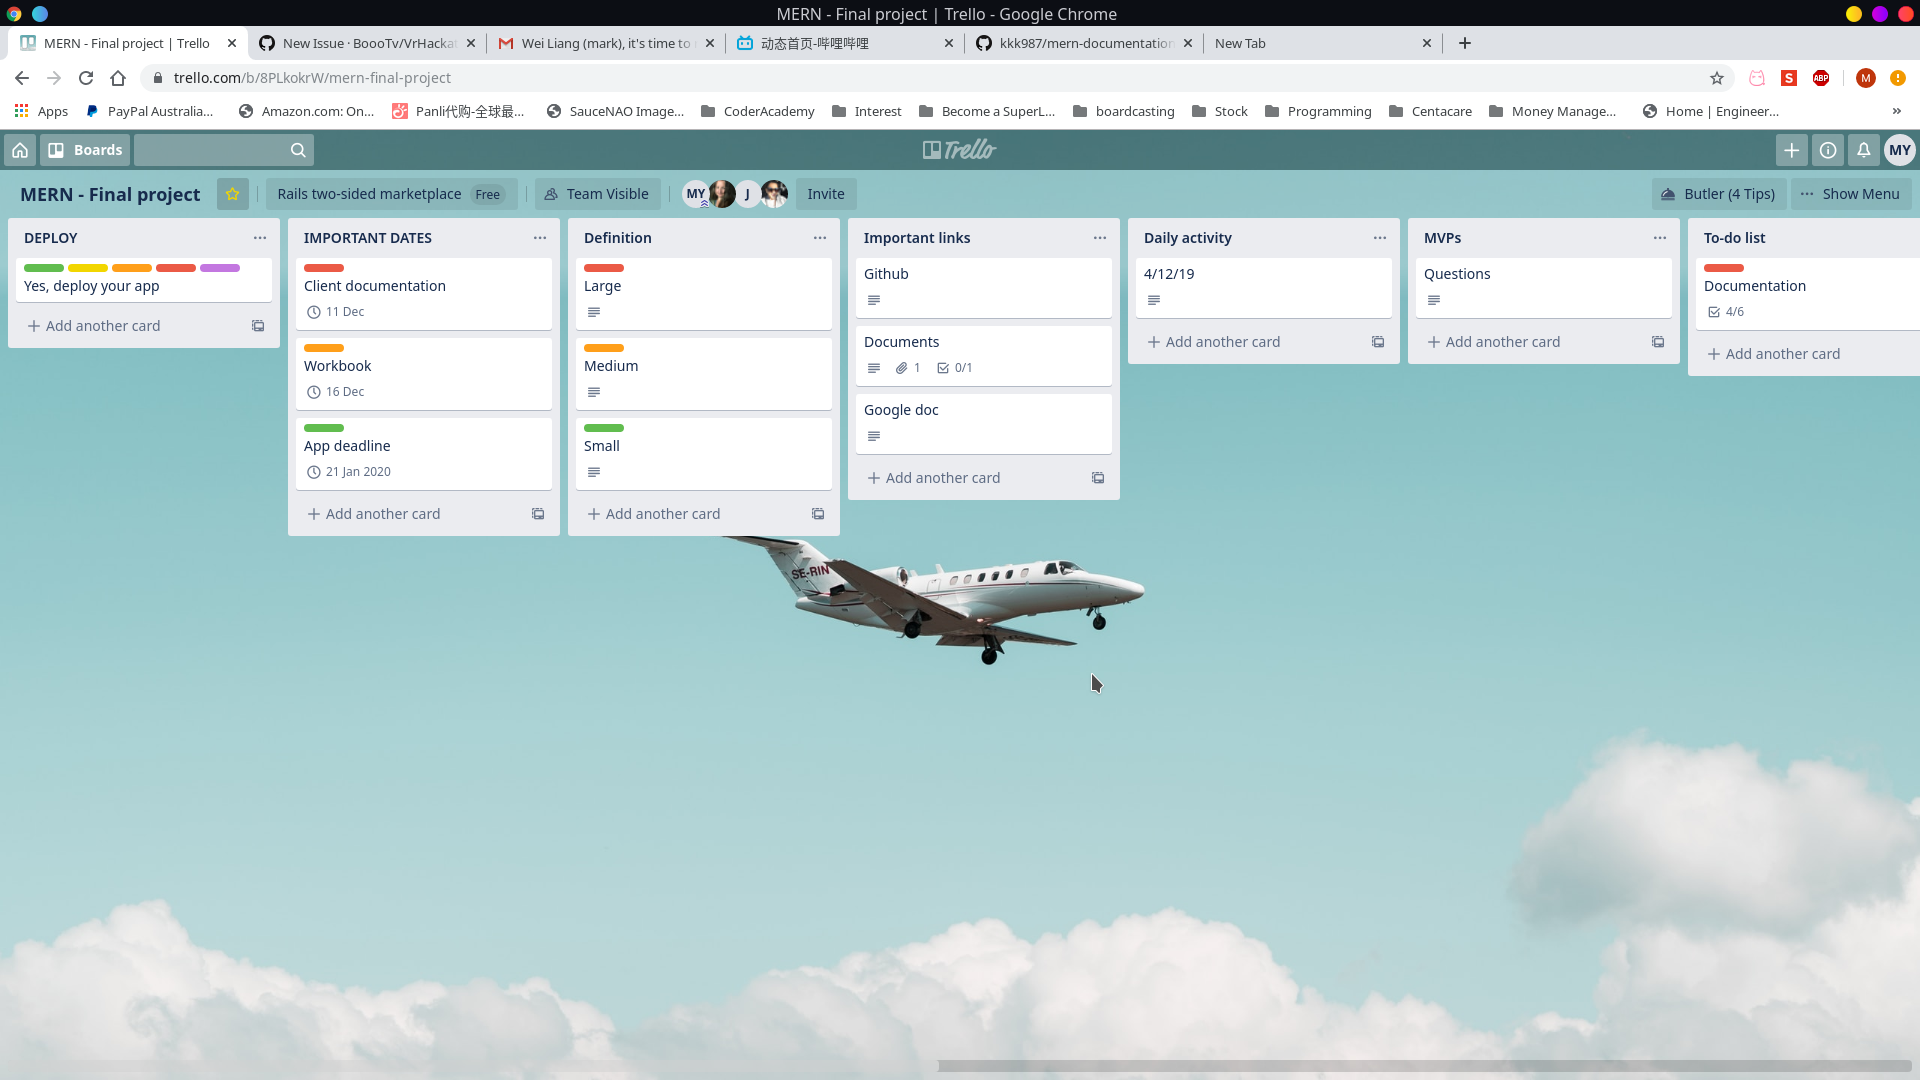 MERN - Final project | Trello - Google Chrome
MERN - Final project | Trello
New Issue · BoooTv/VrHackat
Wei Liang (mark), it's time to
动态首页-哔哩哔哩
kkk987/mern-documentation
New Tab
trello.com/b/8PLkokrW/mern-final-project
S
ABP
M
Apps
PayPal Australia...
Amazon.com: On...
Panli代购-全球最...
SauceNAO Image...
CoderAcademy
Interest
Become a SuperL...
boardcasting
Stock
Programming
Centacare
Money Manage...
Home | Engineer...
»
Boards
Trello
MY
MERN - Final project
Rails two-sided marketplace Free
Team Visible
MY
J
Invite
Butler (4 Tips)
Show Menu
DEPLOY
Yes, deploy your app
Add another card
IMPORTANT DATES
Client documentation
11 Dec
Workbook
16 Dec
App deadline
21 Jan 2020
Add another card
Definition
Large
Medium
Small
Add another card
Important links
Github
Documents
1 0/1
Google doc
Add another card
Daily activity
4/12/19
Add another card
MVPs
Questions
Add another card
To-do list
Documentation
4/6
Add another card
SE-RIN